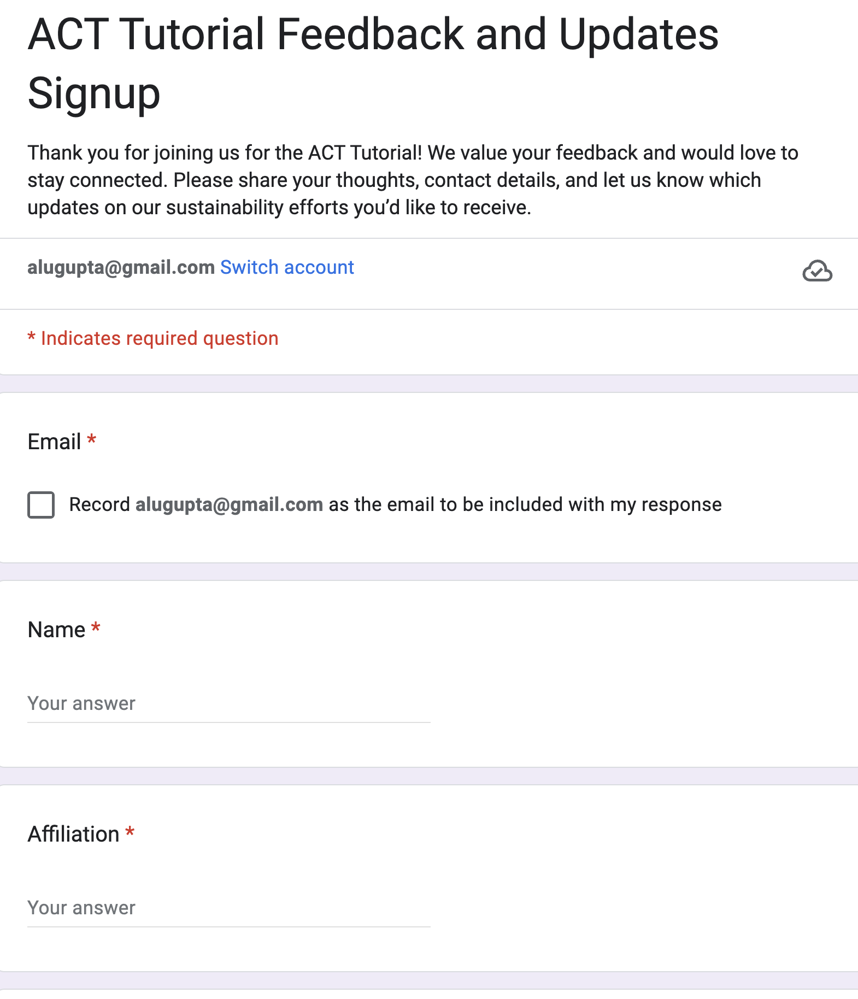 ACT Tutorial Feedback and Updates
Signup
Thank you for joining us for the ACT Tutorial! We value your feedback and would love to
stay connected. Please share your thoughts, contact details, and let us know which
updates on our sustainability efforts you’d like to receive.
alugupta@gmail.com Switch account
* Indicates required question
Email *
Record alugupta@gmail.com as the email to be included with my response
Name *
Your answer
Affiliation *
Your answer